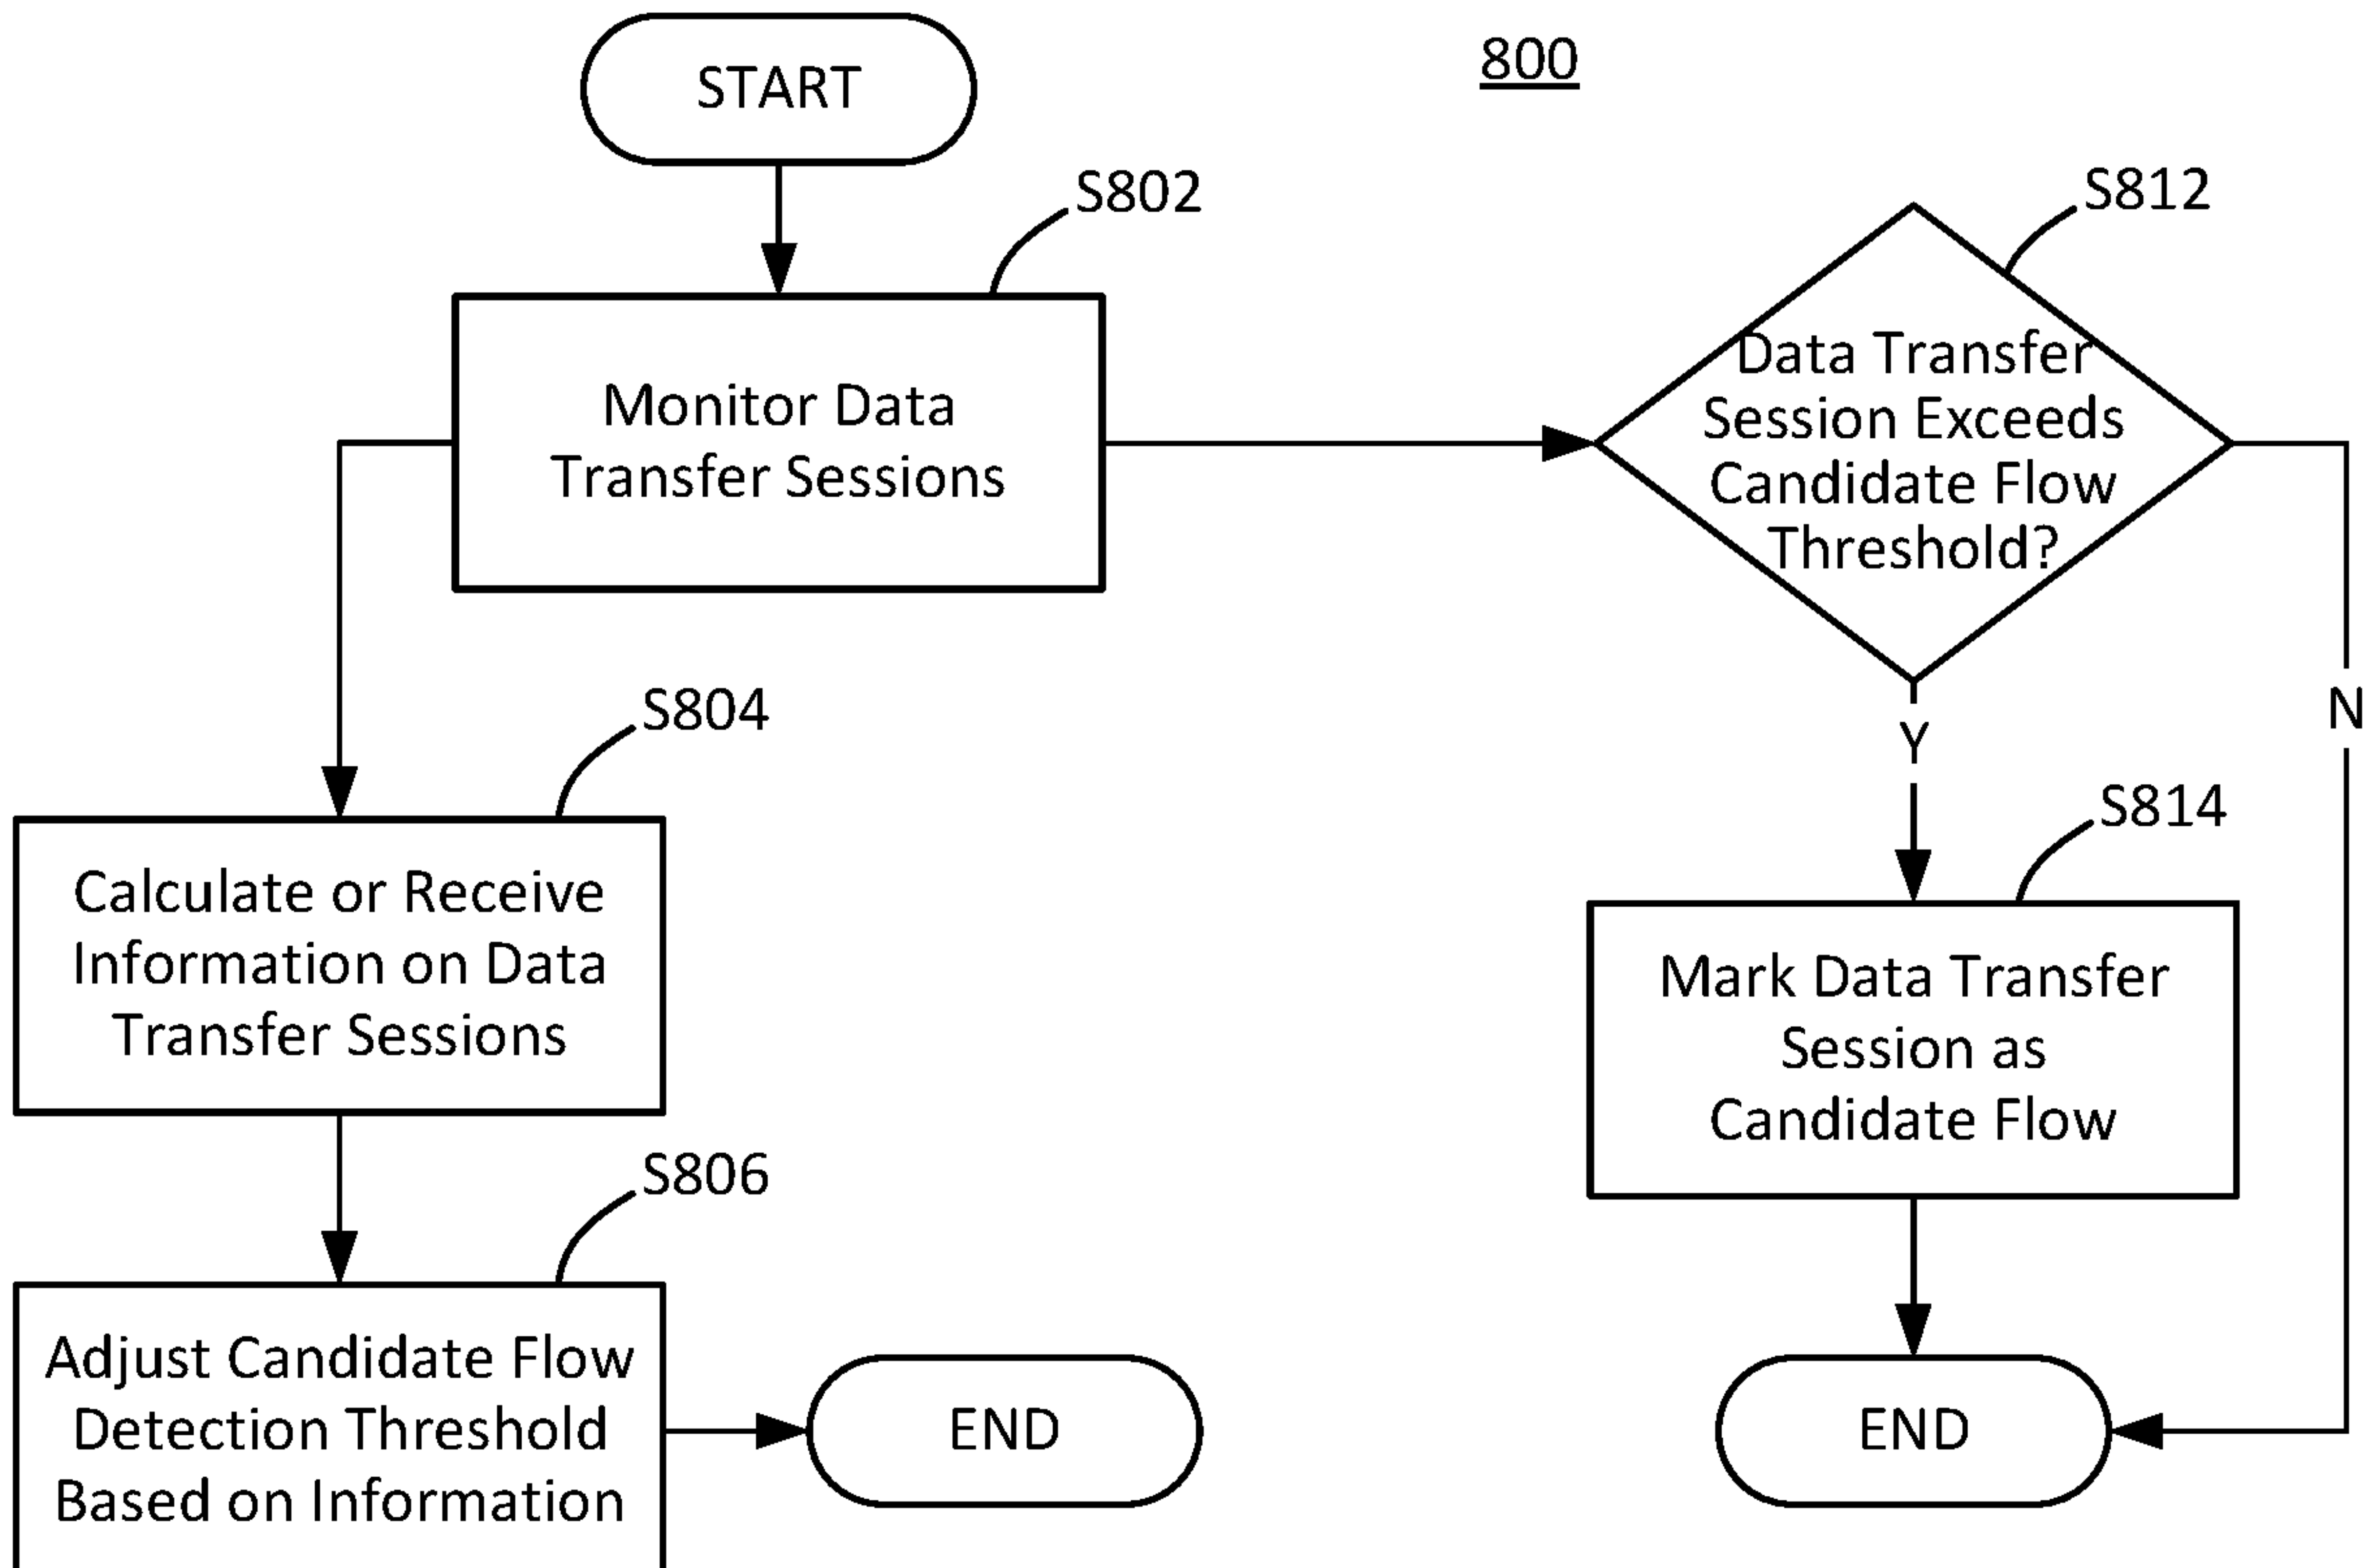 800
START
S802
Monitor Data
Transfer Sessions
S812
Data Transfer
Session Exceeds
Candidate Flow
Threshold?
Y
N
S804
Calculate or Receive
Information on Data
Transfer Sessions
S806
Adjust Candidate Flow
Detection Threshold
Based on Information
END
S814
Mark Data Transfer
Session as
Candidate Flow
END